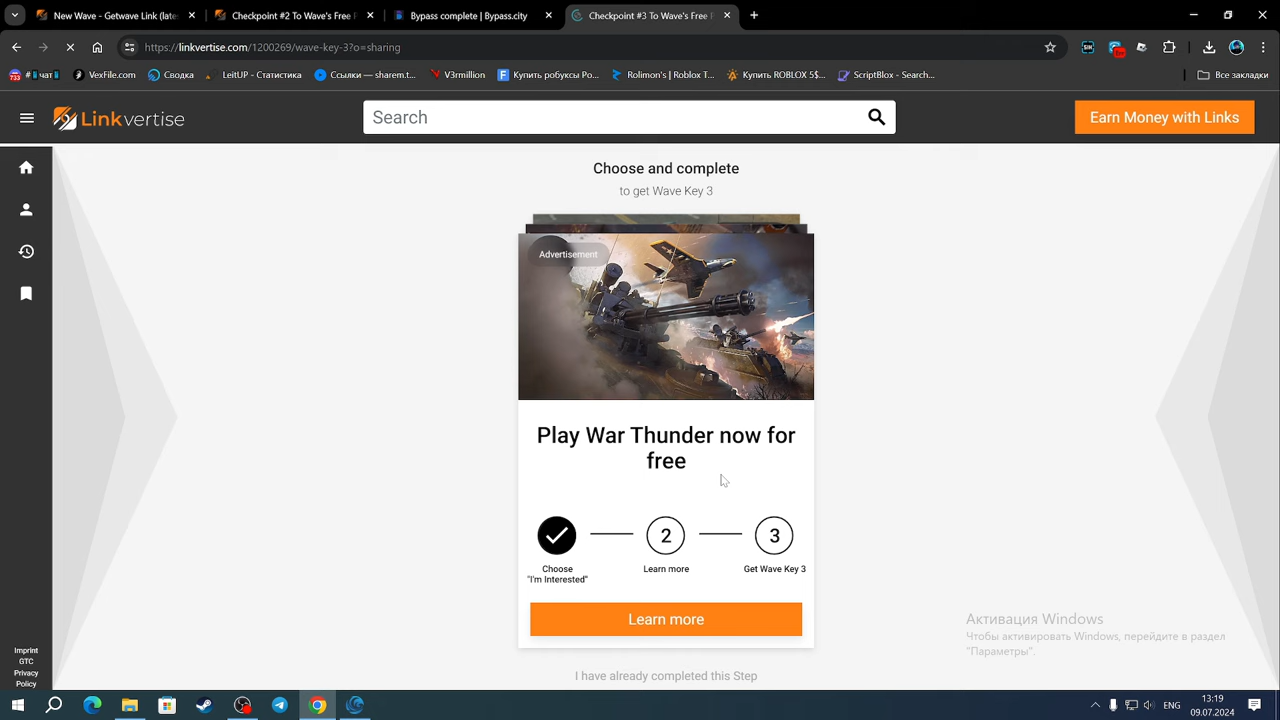 New Wave - Getwave Link (late
Checkpoint #2 To Wave's Free P
Bypass complete | Bypass.city
Checkpoint #3 To Wave's Free P
https://linkvertise.com/1200269/wave-key-3?o=sharing
VexFile.com
Сводка
LeitUP - Статистика
Ссылки — sharem.t...
V3rmillion
Купить робуксы Ро...
Rolimon's | Roblox T...
Купить ROBLOX 5$...
ScriptBlox - Search...
Все закладки
Linkvertise
Search
Earn Money with Links
Choose and complete
to get Wave Key 3
Advertisement
Play War Thunder now for
free
2
3
Choose
"I'm Interested"
Learn more
Get Wave Key 3
Learn more
I have already completed this Step
Imprint
GTC
Privacy
Policy
Активация Windows
Чтобы активировать Windows, перейдите в раздел
"Параметры".
ENG
13:19
09.07.2024